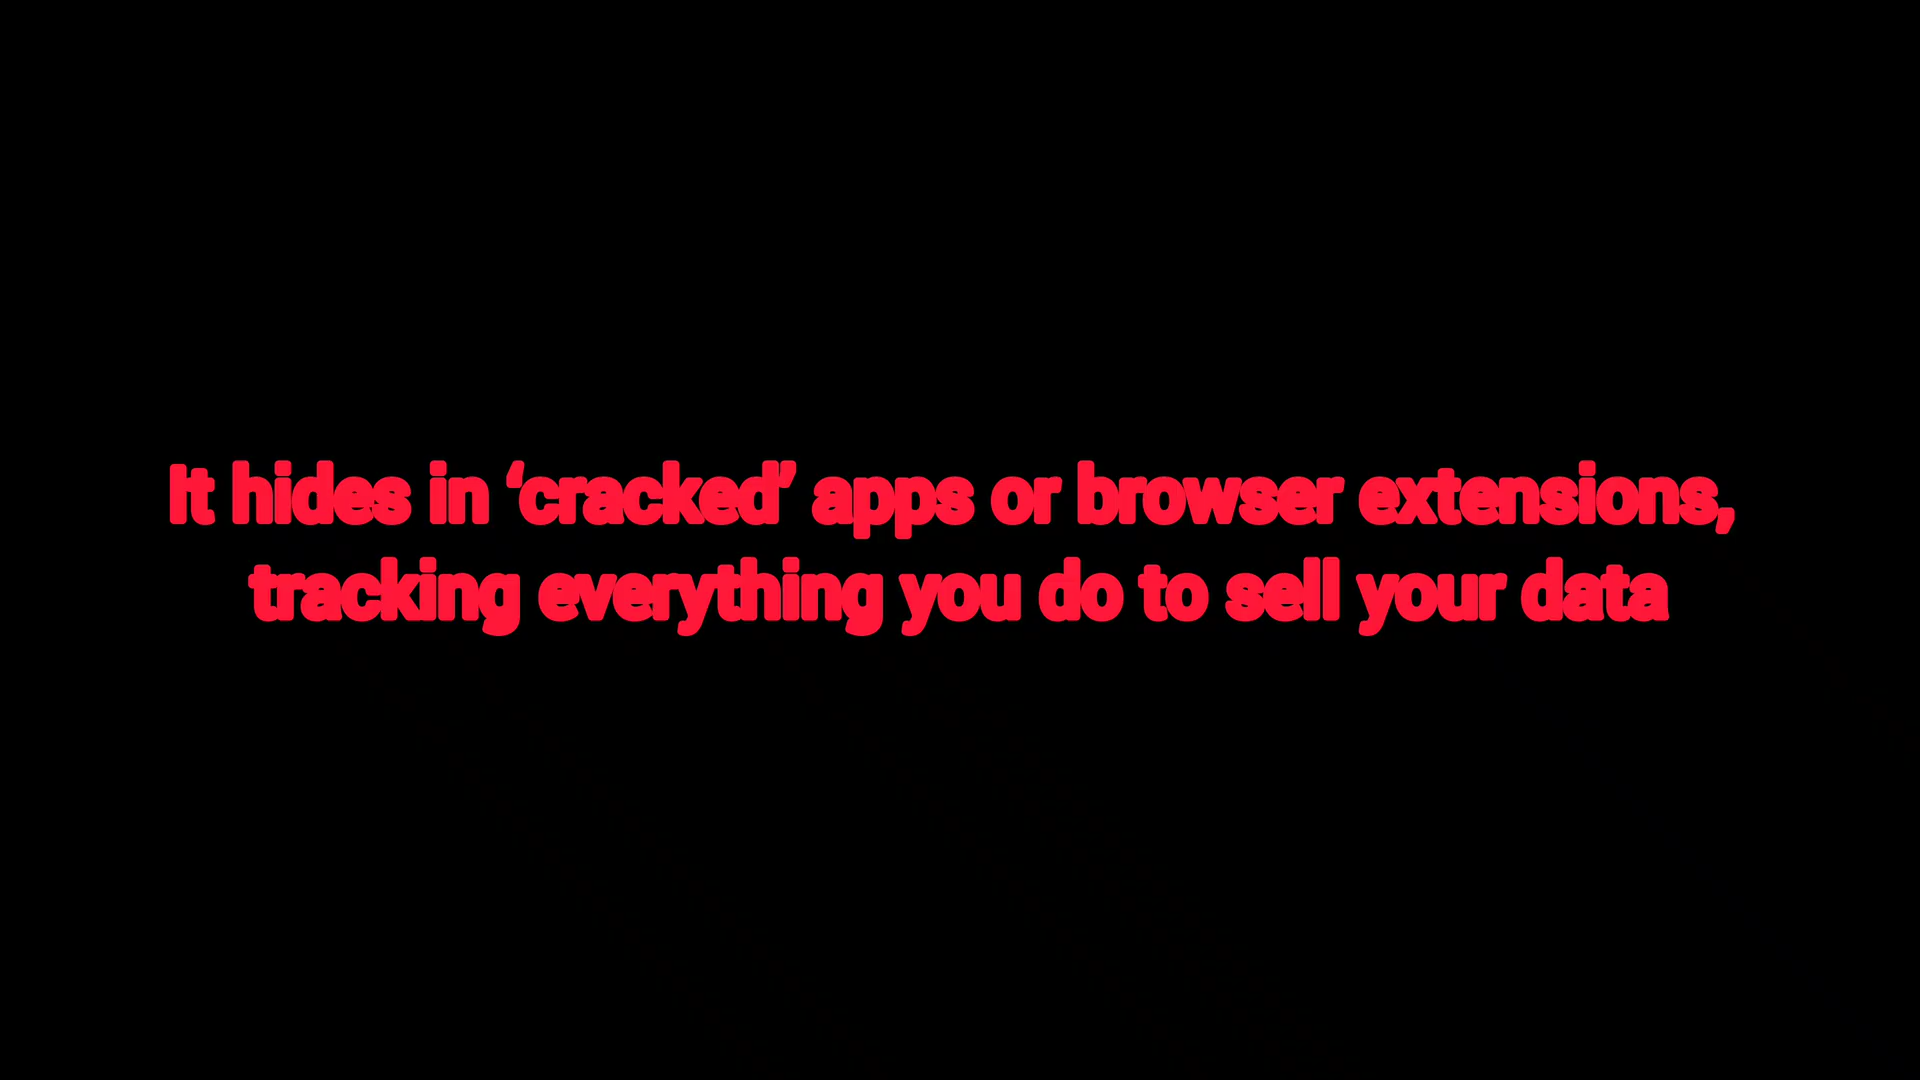 It hides in ‘cracked’ apps or browser extensions,
tracking everything you do to sell your data